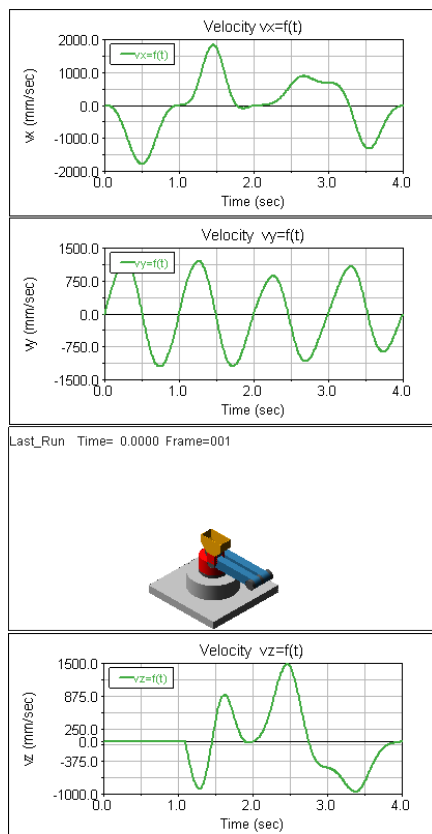 Velocity vx=f(t)
2000.0
1000.0
0.0
-1000.0
-2000.0
vx (mm/sec)
vx=f(t)
0.0 1.0 2.0 3.0 4.0
Time (sec)
Velocity vy=f(t)
1500.0
750.0
0.0
-750.0
-1500.0
vy (mm/sec)
vy=f(t)
0.0 1.0 2.0 3.0 4.0
Time (sec)
Last_Run Time= 0.0000 Frame=001
Velocity vz=f(t)
1500.0
875.0
250.0
0.0
-375.0
-1000.0
vz (mm/sec)
vz=f(t)
0.0 1.0 2.0 3.0 4.0
Time (sec)